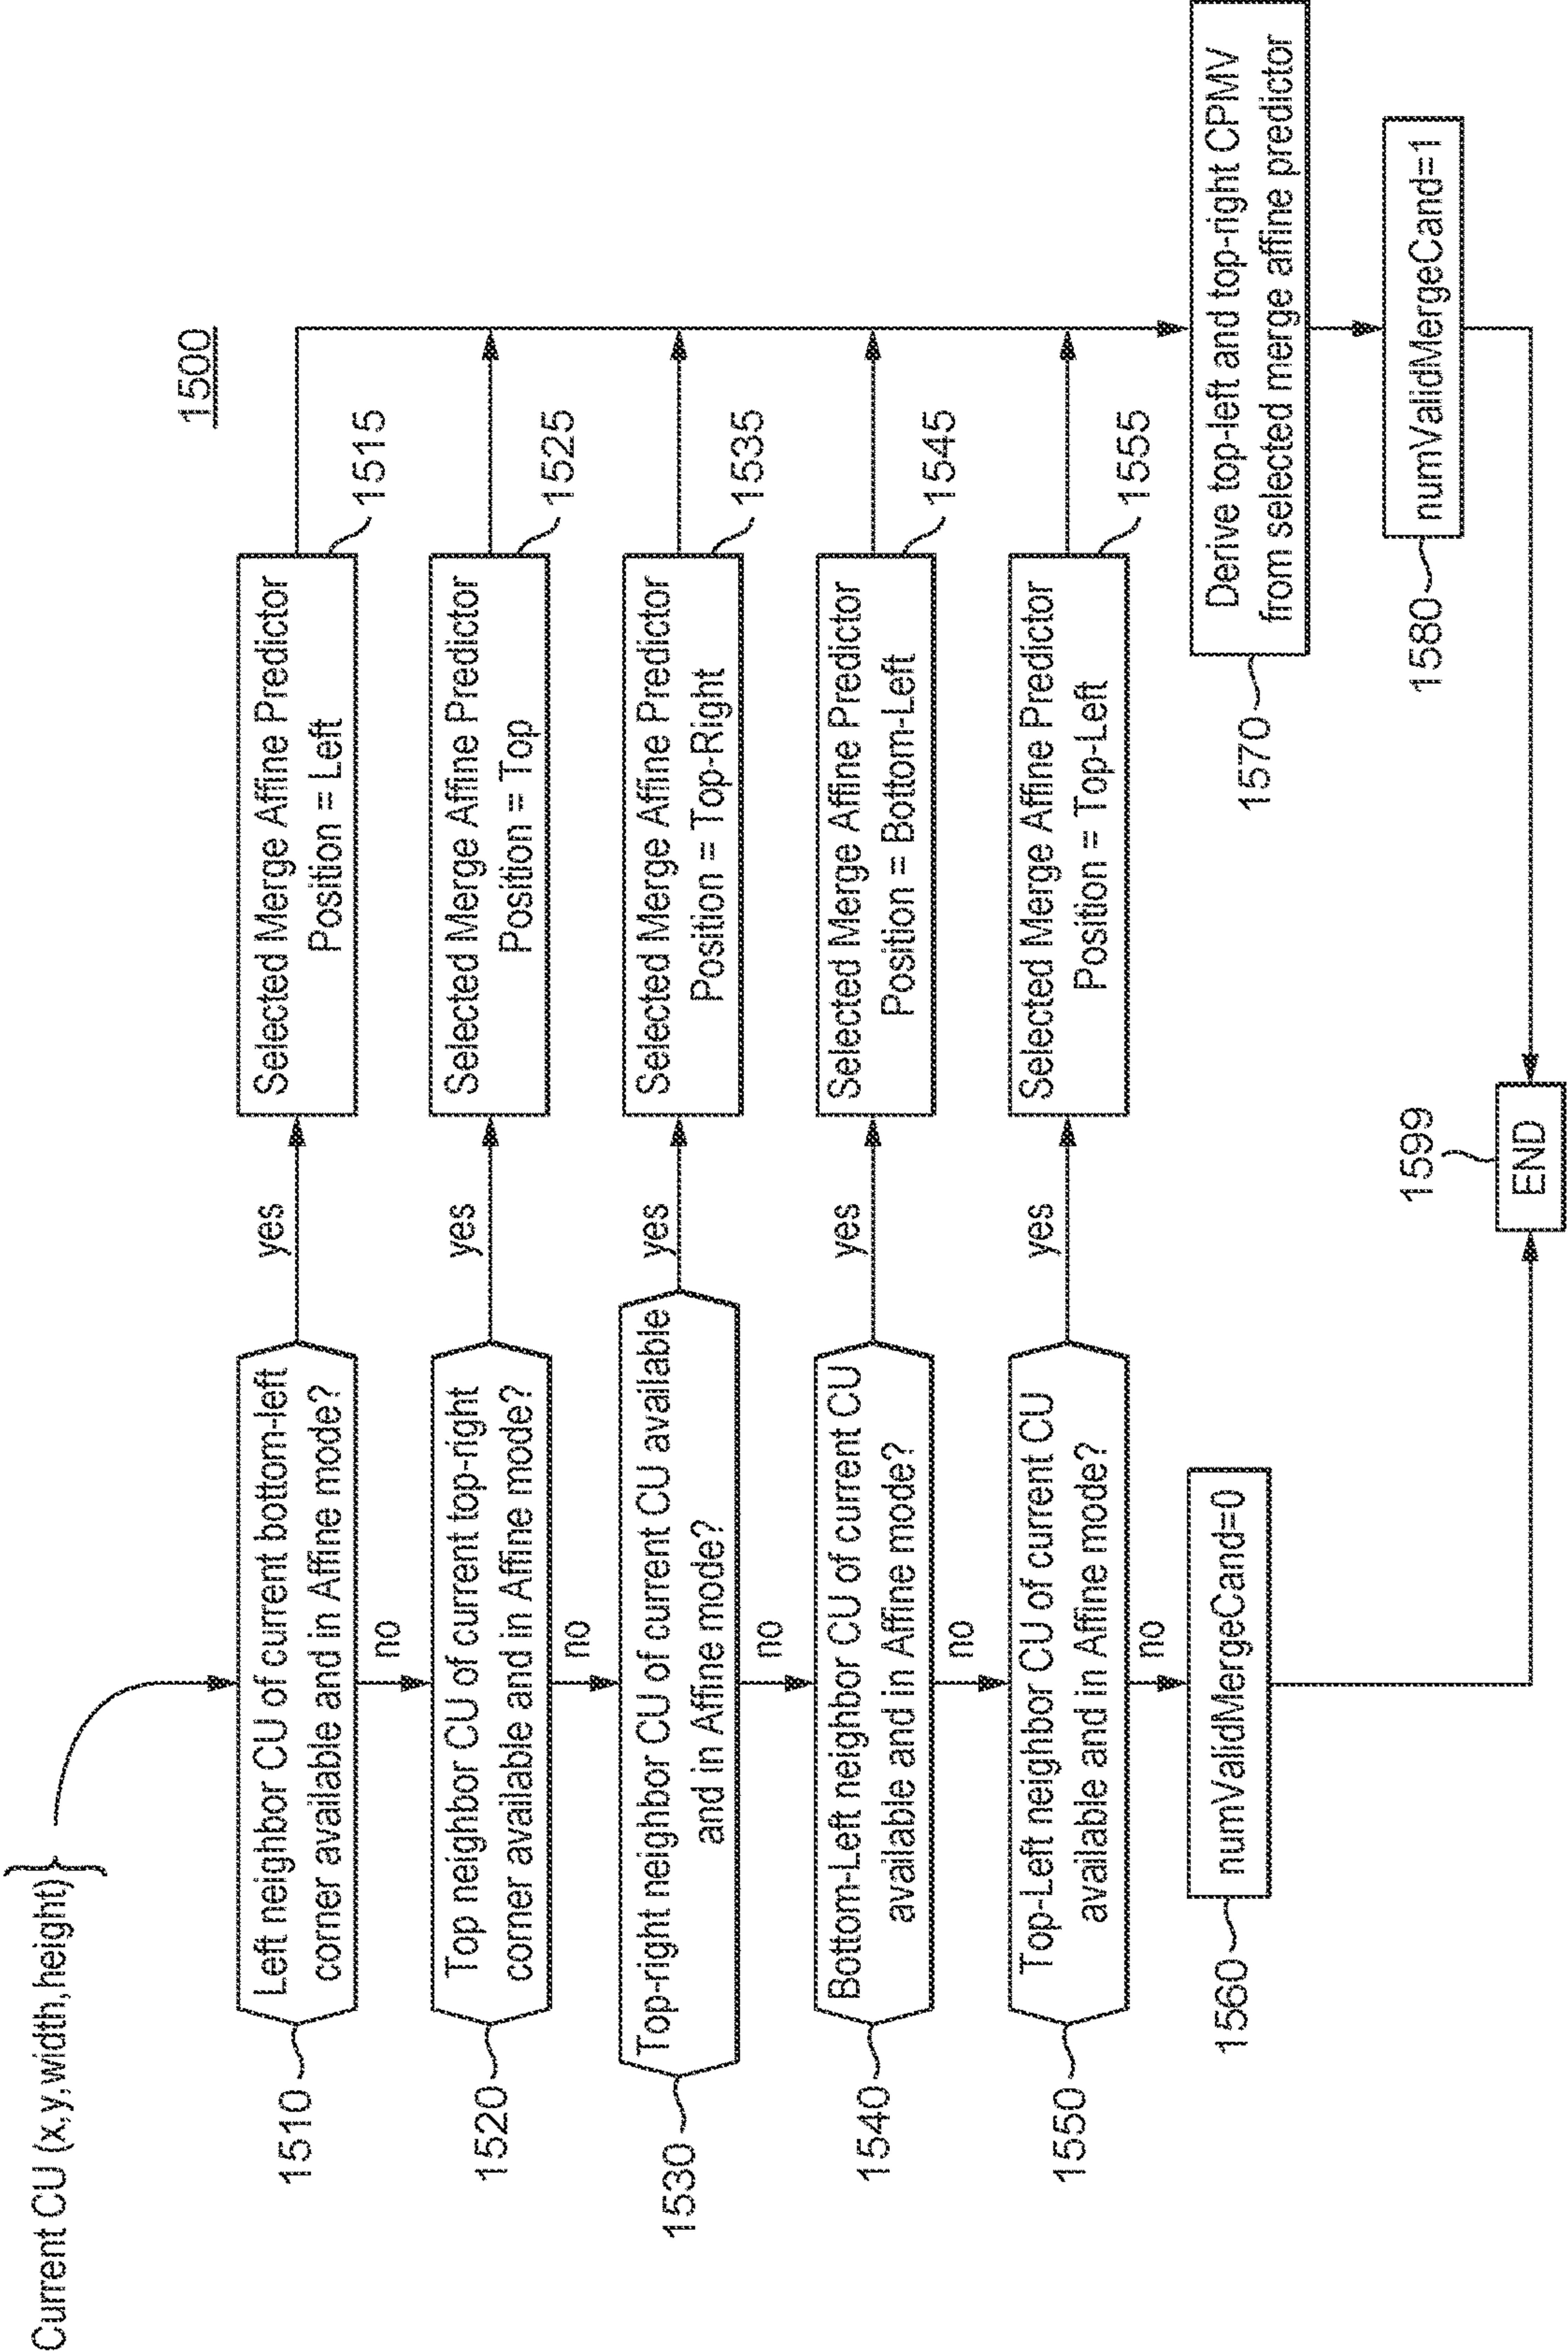 Current CU (x,y,width,height)
1500
1510
Left neighbor CU of current bottom-left
corner available and in Affine mode?
yes
Selected Merge Affine Predictor
Position = Left
1515
no
1520
Top neighbor CU of current top-right
corner available and in Affine mode?
yes
Selected Merge Affine Predictor
Position = Top
1525
no
1530
Top-right neighbor CU of current CU available
and in Affine mode?
yes
Selected Merge Affine Predictor
Position = Top-Right
1535
no
1540
Bottom-Left neighbor CU of current CU
available and in Affine mode?
yes
Selected Merge Affine Predictor
Position = Bottom-Left
1545
no
1550
Top-Left neighbor CU of current CU
available and in Affine mode?
yes
Selected Merge Affine Predictor
Position = Top-Left
1555
no
1560
numValidMergeCand=0
1570
Derive top-left and top-right CPMV
from selected merge affine predictor
1580
numValidMergeCand=1
1599
END